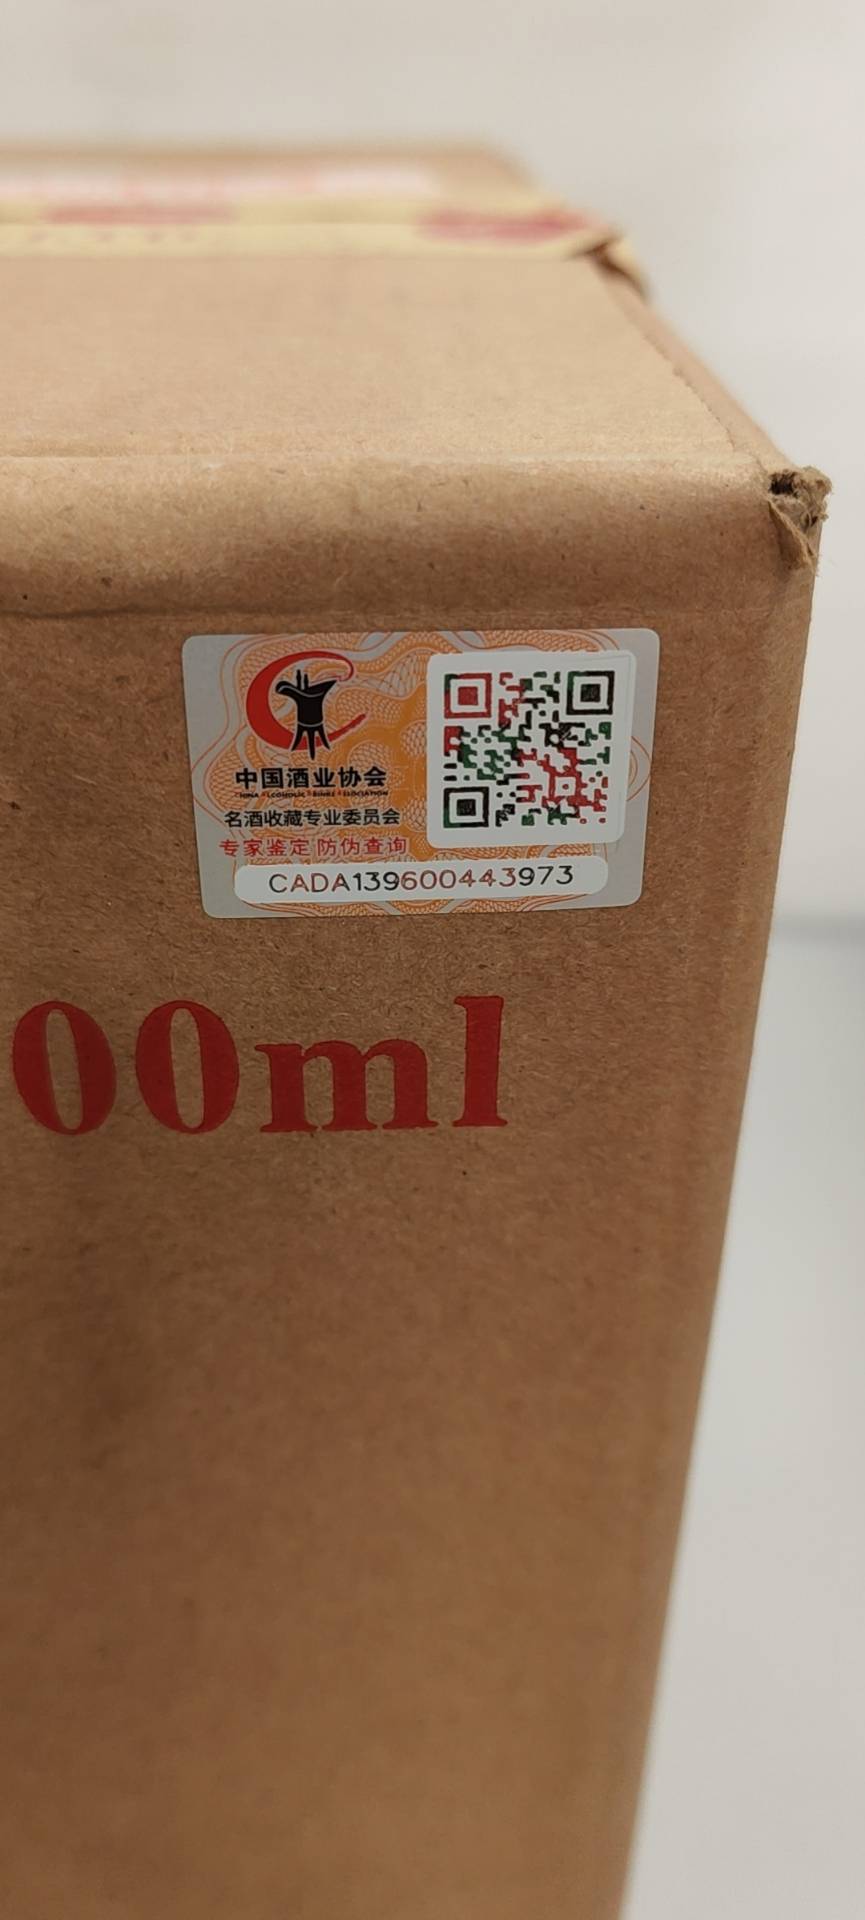 中国酒业协会
名酒收藏专业委员会
专家鉴定 防伪查询
CADA139600443973
00ml